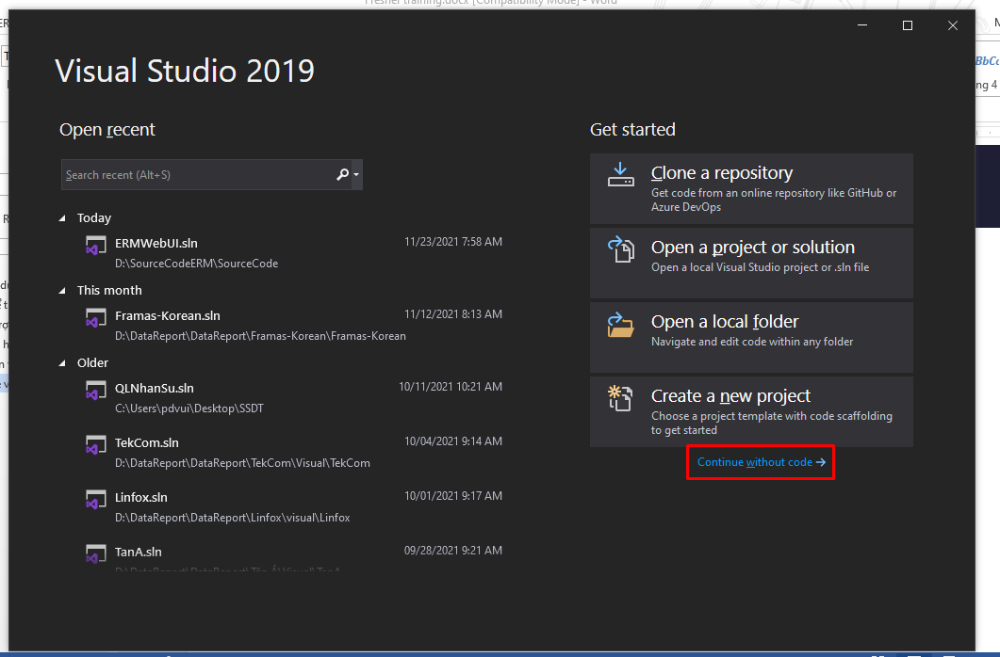 Fresher training.docx [Compatibility Mode] - Word
Visual Studio 2019
Open recent
Search recent (Alt+S)
Today
ERMWebUI.sln
11/23/2021 7:58 AM
D:\SourceCodeERM\SourceCode
This month
Framas-Korean.sln
11/12/2021 8:13 AM
D:\DataReport\DataReport\Framas-Korean\Framas-Korean
Older
QLNhanSu.sln
10/11/2021 10:21 AM
C:\Users\pdvui\Desktop\SSDT
TekCom.sln
10/04/2021 9:14 AM
D:\DataReport\DataReport\TekCom\Visual\TekCom
Linfox.sln
10/01/2021 9:17 AM
D:\DataReport\DataReport\Linfox\visual\Linfox
TanA.sln
09/28/2021 9:21 AM
D:\DataReport\DataReport\Tân Á\Visual\TanA
Get started
Clone a repository
Get code from an online repository like GitHub or
Azure DevOps
Open a project or solution
Open a local Visual Studio project or .sln file
Open a local folder
Navigate and edit code within any folder
Create a new project
Choose a project template with code scaffolding
to get started
Continue without code